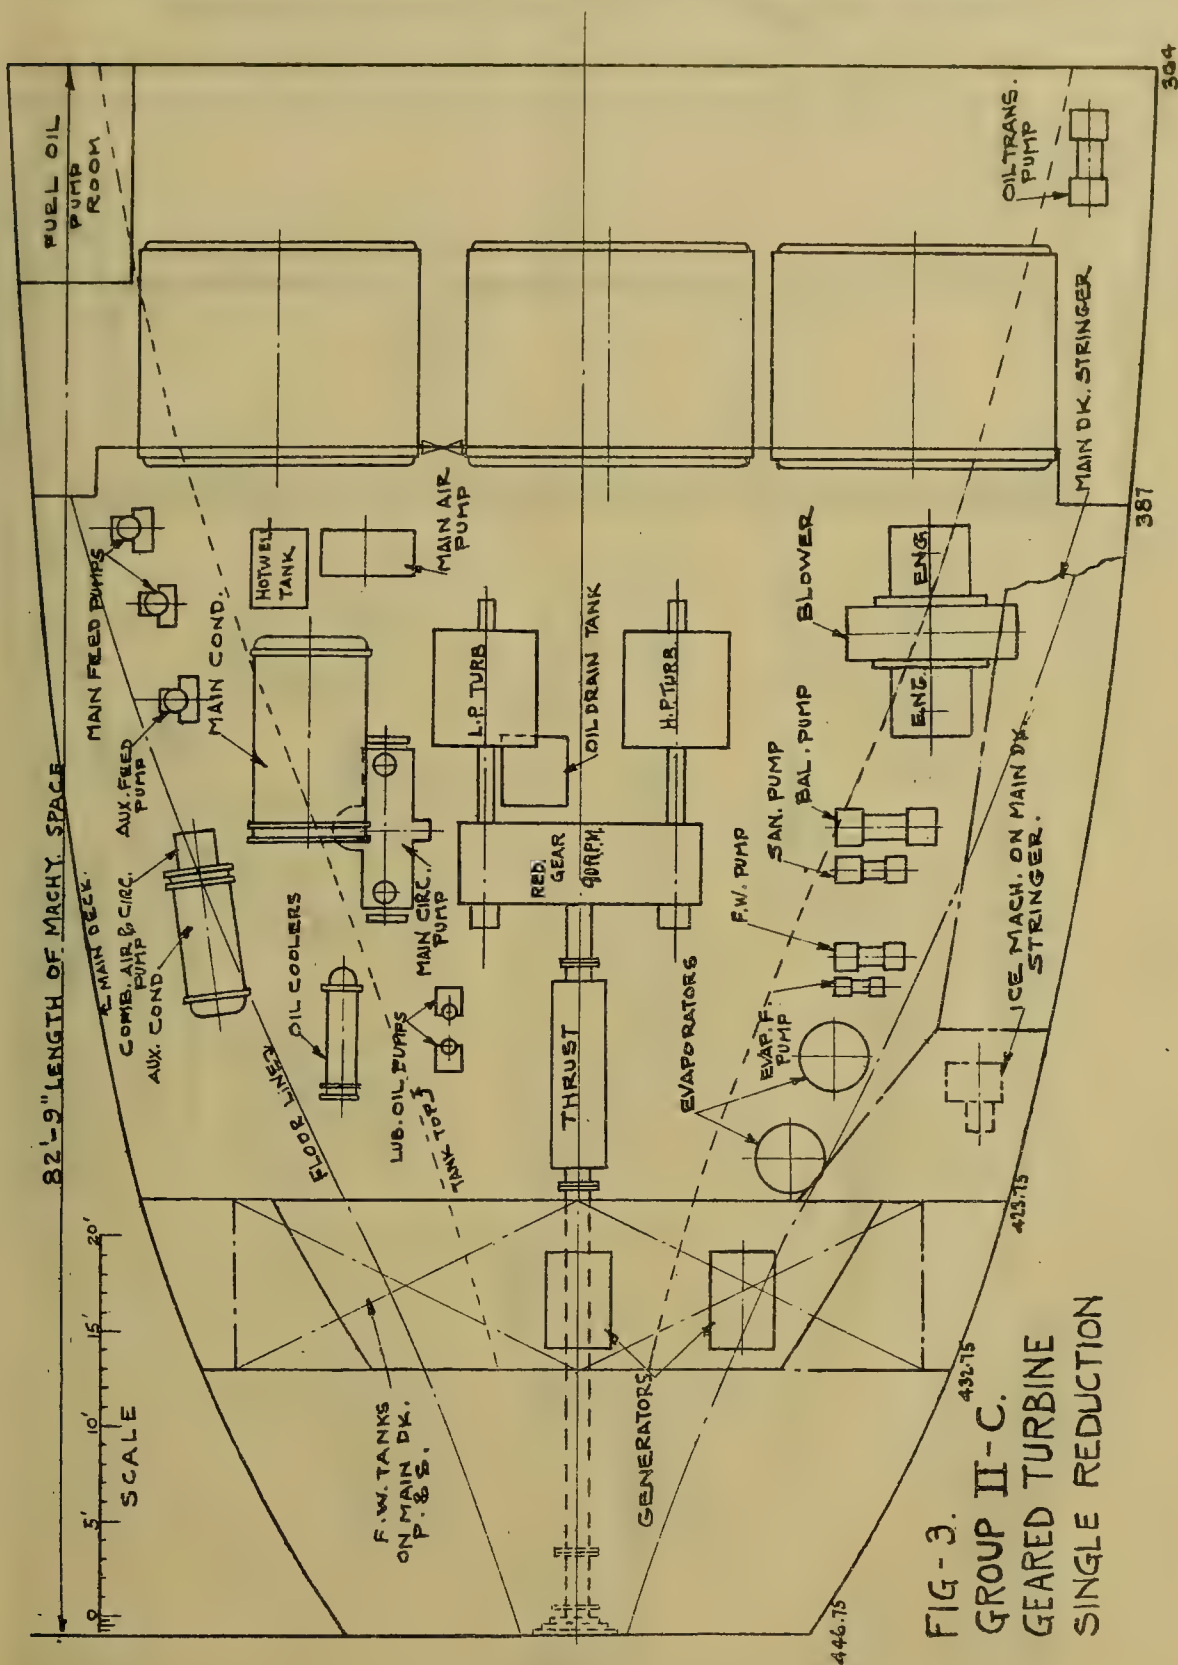 82'-9" LENGTH OF MACHY. SPACE
FUEL OIL
PUMP
ROOM
MAIN FEED PUMPS
AUX. FEED
PUMP
MAIN COND.
HOTWELL
TANK
MAIN AIR
PUMP
℄ MAIN DECK.
COMB. AIR & CIRC.
PUMP
AUX. COND.
OIL COOLERS
MAIN CIRC.
PUMP
LUB. OIL PUMPS
TANK TOP
FLOOR LINE
L.P. TURB
OIL DRAIN TANK
H.P. TURB.
RED.
GEAR
90 R.P.M.
THRUST
EVAPORATORS
EVAP. F.
PUMP
F.W. PUMP
SAN. PUMP
BAL. PUMP
BLOWER
ENG.
ENG.
OIL TRANS.
PUMP
MAIN DK. STRINGER
ICE MACH. ON MAIN DK.
STRINGER.
F.W. TANKS
ON MAIN DK.
P. & S.
GENERATORS
0 5' 10' 15' 20'
SCALE
446.75
432.75
423.75
387
364
FIG - 3.
GROUP II - C.
GEARED TURBINE
SINGLE REDUCTION